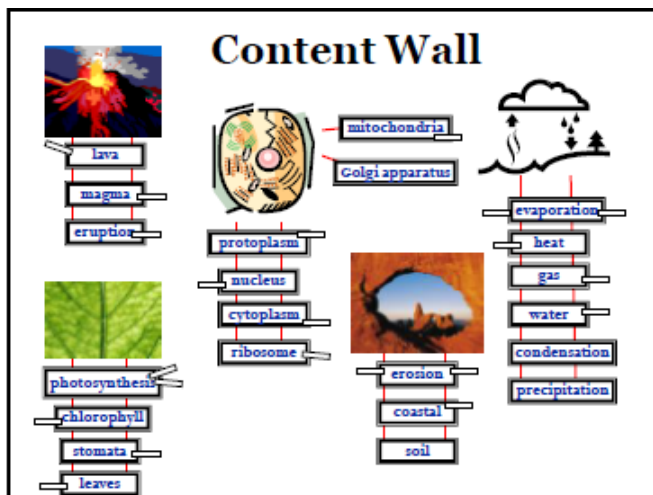 Content Wall
lava
magma
eruption
mitochondria
Golgi apparatus
protoplasm
nucleus
cytoplasm
ribosome
evaporation
heat
gas
water
condensation
precipitation
photosynthesis
chlorophyll
stomata
leaves
erosion
coastal
soil